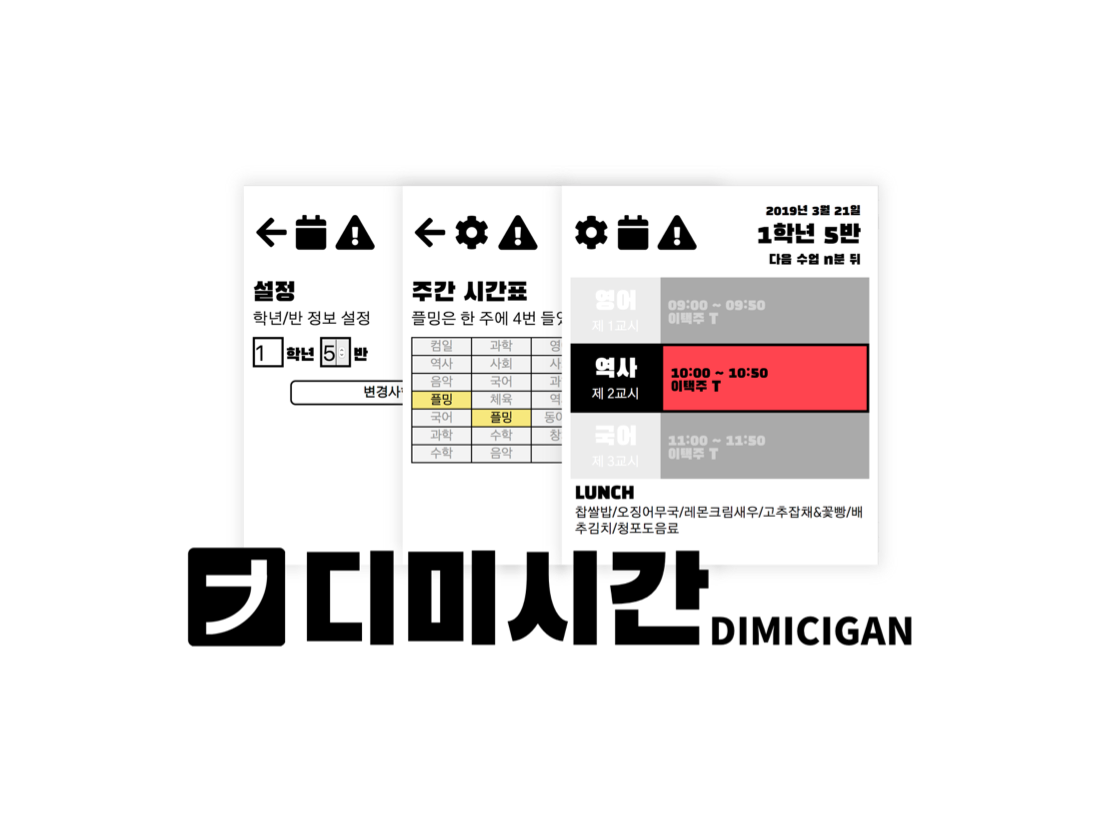 설정
학년/반 정보 설정
1 학년 5 반
주간 시간표
플밍은 한 주에 4번
컴일 과학
역사 사회
음악 국어
플밍 체육
국어 플밍
과학 수학
수학 음악
2019년 3월 21일
1학년 5반
다음 수업 n분 뒤
영어
제 1교시
09:00 ~ 09:50
이택주 T
역사
제 2교시
10:00 ~ 10:50
이택주 T
국어
제 3교시
11:00 ~ 11:50
이택주 T
LUNCH
찹쌀밥/오징어무국/레몬크림새우/고추잡채&꽃빵/배
추김치/청포도음료
디미시간 DIMICIGAN